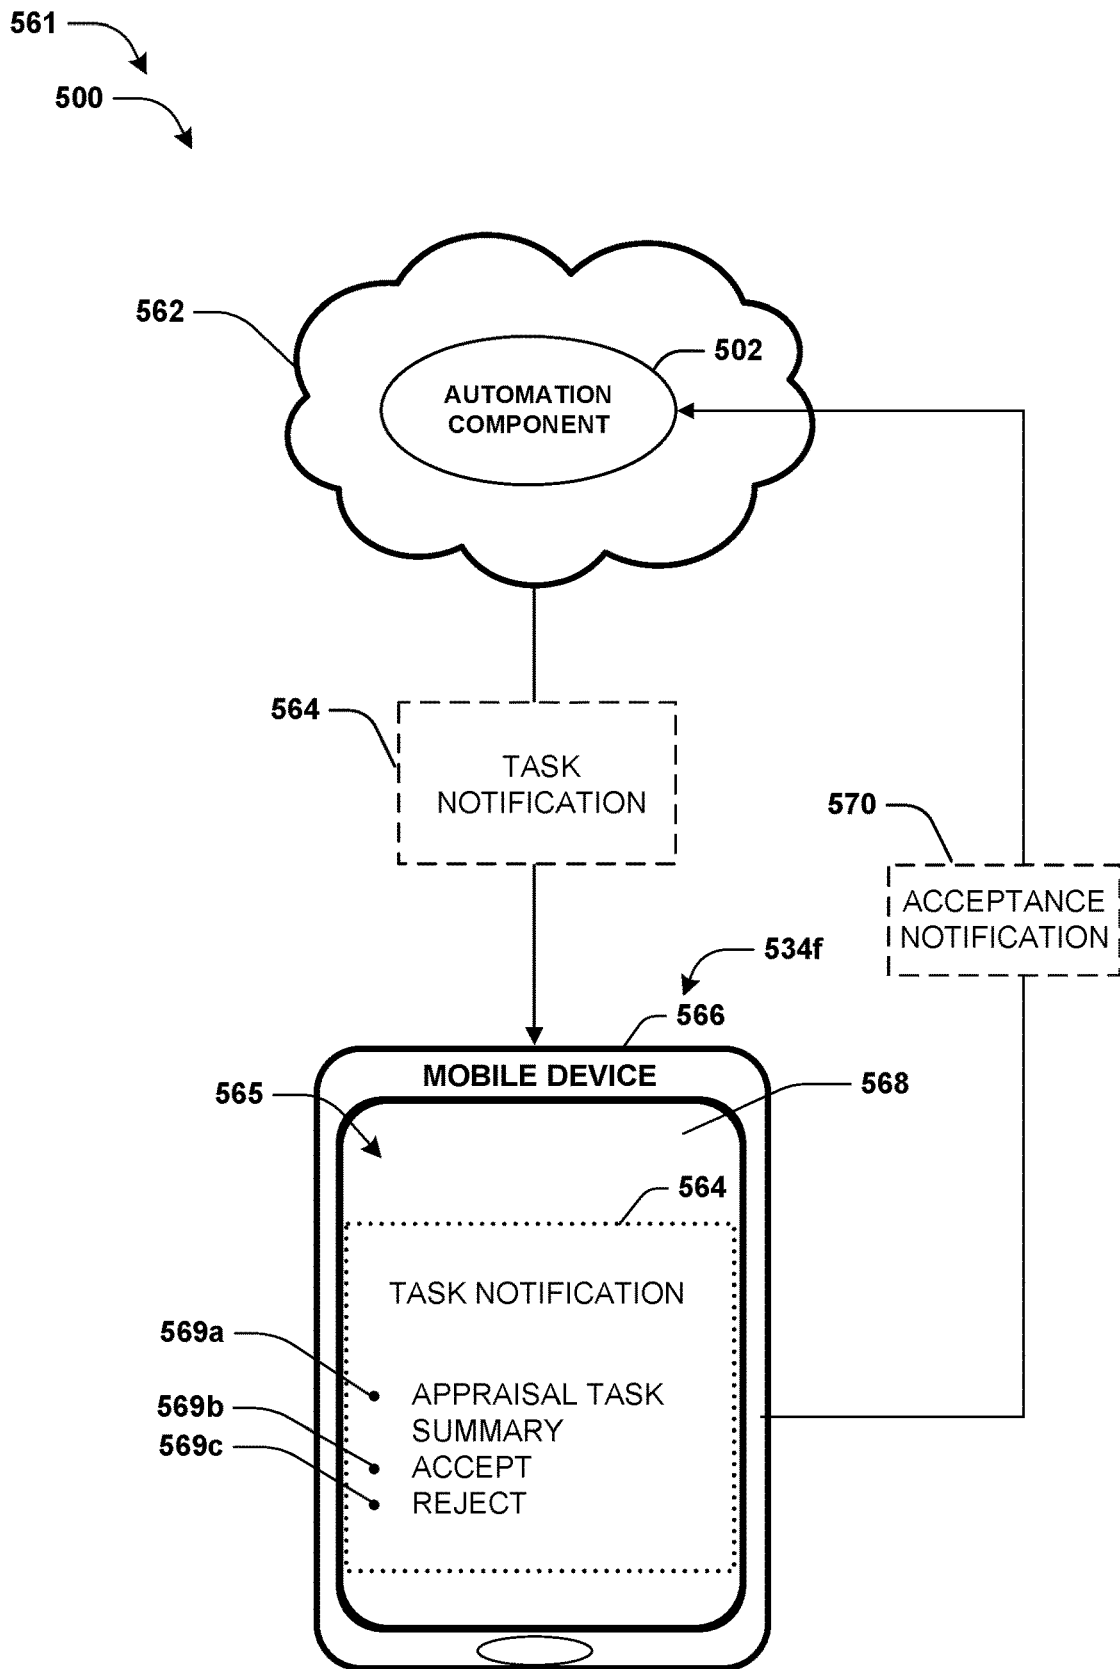 561
500
562
502
AUTOMATION
COMPONENT
564
TASK
NOTIFICATION
570
ACCEPTANCE
NOTIFICATION
534f
566
MOBILE DEVICE
568
565
564
TASK NOTIFICATION
569a
APPRAISAL TASK
SUMMARY
569b
ACCEPT
569c
REJECT